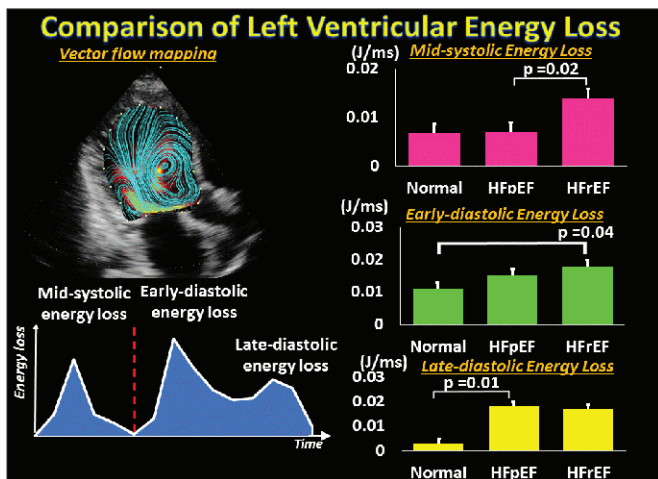 Comparison of Left Ventricular Energy Loss
Vector flow mapping
Mid-systolic energy loss
Early-diastolic energy loss
Late-diastolic energy loss
Energy loss
Time
(J/ms)
Mid-systolic Energy Loss
0.02
0.01
0
p =0.02
Normal HFpEF HFrEF
(J/ms)
Early-diastolic Energy Loss
0.03
0.02
0.01
0
p =0.04
Normal HFpEF HFrEF
(J/ms)
Late-diastolic Energy Loss
0.03
0.02
0.01
0.00
p =0.01
Normal HFpEF HFrEF